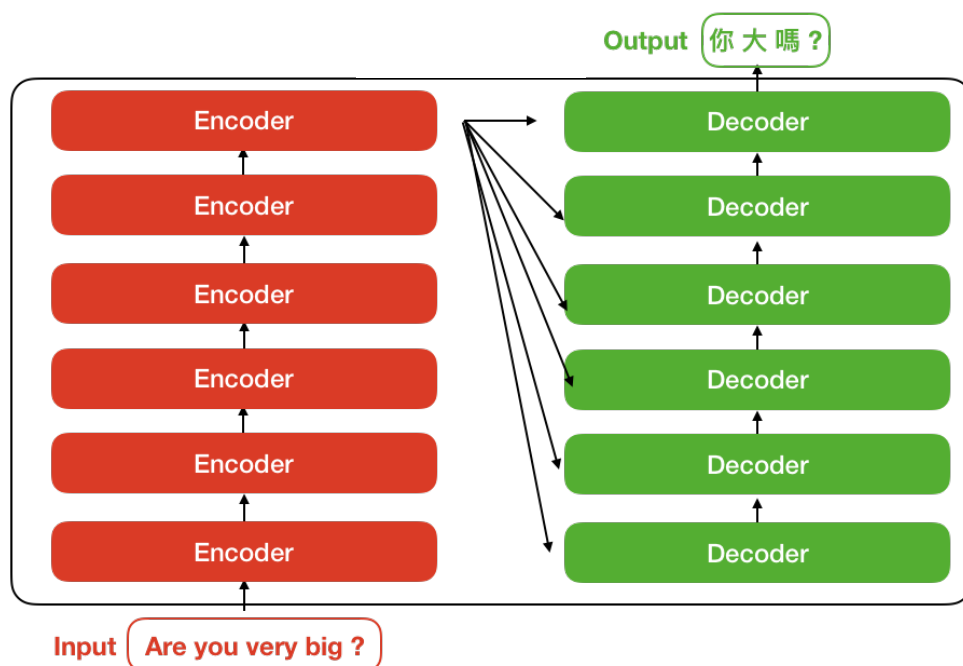 Output 你 大 嗎 ?
Encoder
Decoder
Encoder
Decoder
Encoder
Decoder
Encoder
Decoder
Encoder
Decoder
Encoder
Decoder
Input Are you very big ?